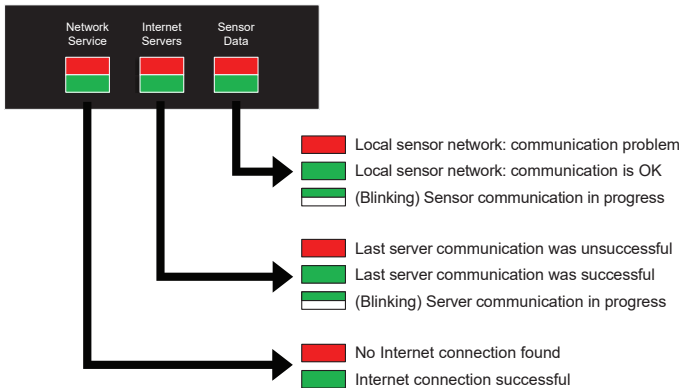 Network Service
Internet Servers
Sensor Data
Local sensor network: communication problem
Local sensor network: communication is OK
(Blinking) Sensor communication in progress
Last server communication was unsuccessful
Last server communication was successful
(Blinking) Server communication in progress
No Internet connection found
Internet connection successful